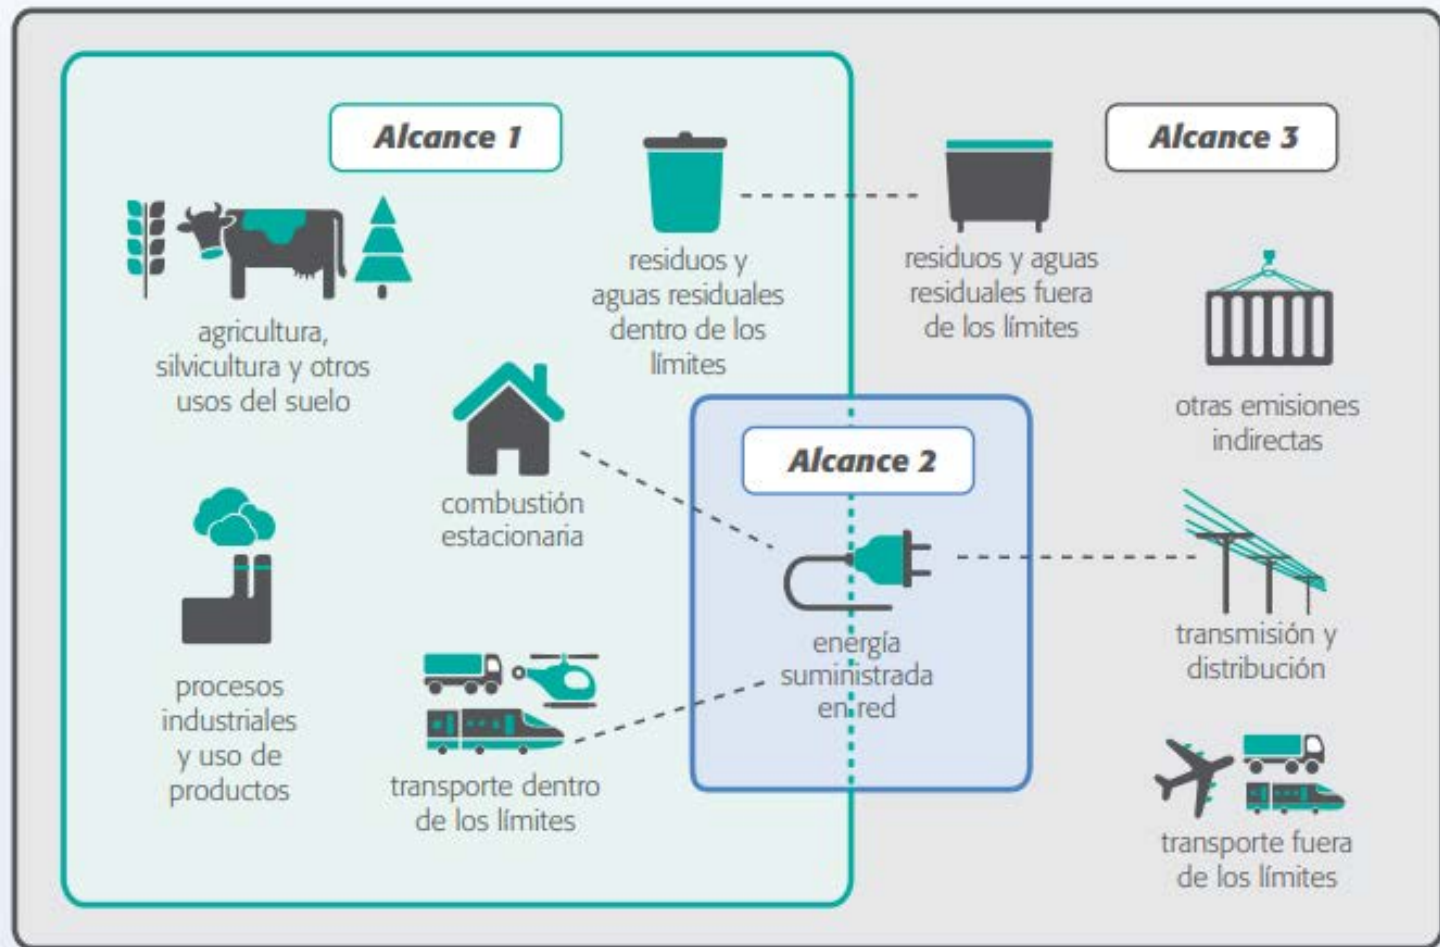 Alcance 1
agricultura,
silvicultura y otros
usos del suelo
residuos y
aguas residuales
dentro de los
límites
combustión
estacionaria
procesos
industriales
y uso de
productos
transporte dentro
de los límites
Alcance 2
energía
suministrada
en red
Alcance 3
residuos y aguas
residuales fuera
de los límites
otras emisiones
indirectas
transmisión y
distribución
transporte fuera
de los límites